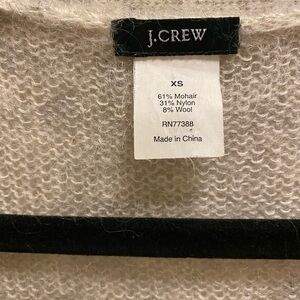 J.CREW
XS
61% Mohair
31% Nylon
8% Wool
RN77388
Made in China